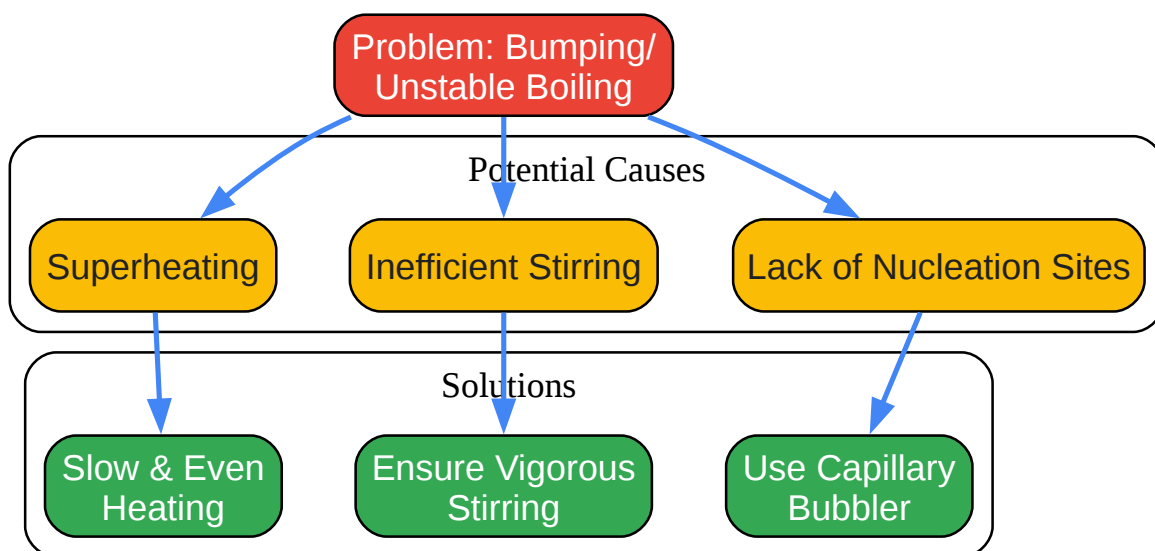 Problem: Bumping/
Unstable Boiling
Potential Causes
Superheating
Inefficient Stirring
Lack of Nucleation Sites
Solutions
Slow & Even
Heating
Ensure Vigorous
Stirring
Use Capillary
Bubbler